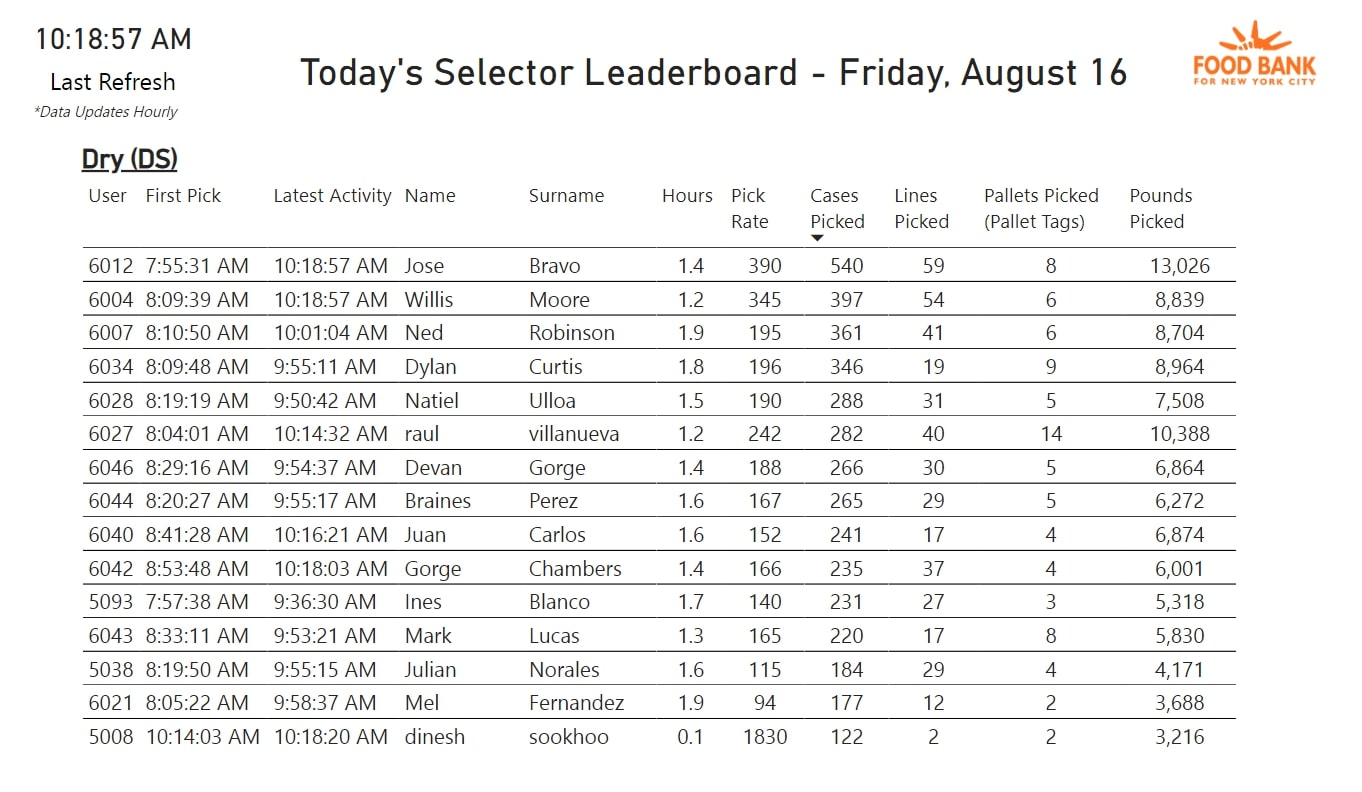 10:18:57 AM
Last Refresh
*Data Updates Hourly
Today's Selector Leaderboard - Friday, August 16
FOOD BANK
FOR NEW YORK CITY
Dry (DS)
User First Pick Latest Activity Name Surname Hours Pick Rate Cases Picked Lines Picked Pallets Picked (Pallet Tags) Pounds Picked
6012 7:55:31 AM 10:18:57 AM Jose Bravo 1.4 390 540 59 8 13,026
6004 8:09:39 AM 10:18:57 AM Willis Moore 1.2 345 397 54 6 8,839
6007 8:10:50 AM 10:01:04 AM Ned Robinson 1.9 195 361 41 6 8,704
6034 8:09:48 AM 9:55:11 AM Dylan Curtis 1.8 196 346 19 9 8,964
6028 8:19:19 AM 9:50:42 AM Natiel Ulloa 1.5 190 288 31 5 7,508
6027 8:04:01 AM 10:14:32 AM raul villanueva 1.2 242 282 40 14 10,388
6046 8:29:16 AM 9:54:37 AM Devan Gorge 1.4 188 266 30 5 6,864
6044 8:20:27 AM 9:55:17 AM Braines Perez 1.6 167 265 29 5 6,272
6040 8:41:28 AM 10:16:21 AM Juan Carlos 1.6 152 241 17 4 6,874
6042 8:53:48 AM 10:18:03 AM Gorge Chambers 1.4 166 235 37 4 6,001
5093 7:57:38 AM 9:36:30 AM Ines Blanco 1.7 140 231 27 3 5,318
6043 8:33:11 AM 9:53:21 AM Mark Lucas 1.3 165 220 17 8 5,830
5038 8:19:50 AM 9:55:15 AM Julian Norales 1.6 115 184 29 4 4,171
6021 8:05:22 AM 9:58:37 AM Mel Fernandez 1.9 94 177 12 2 3,688
5008 10:14:03 AM 10:18:20 AM dinesh sookhoo 0.1 1830 122 2 2 3,216